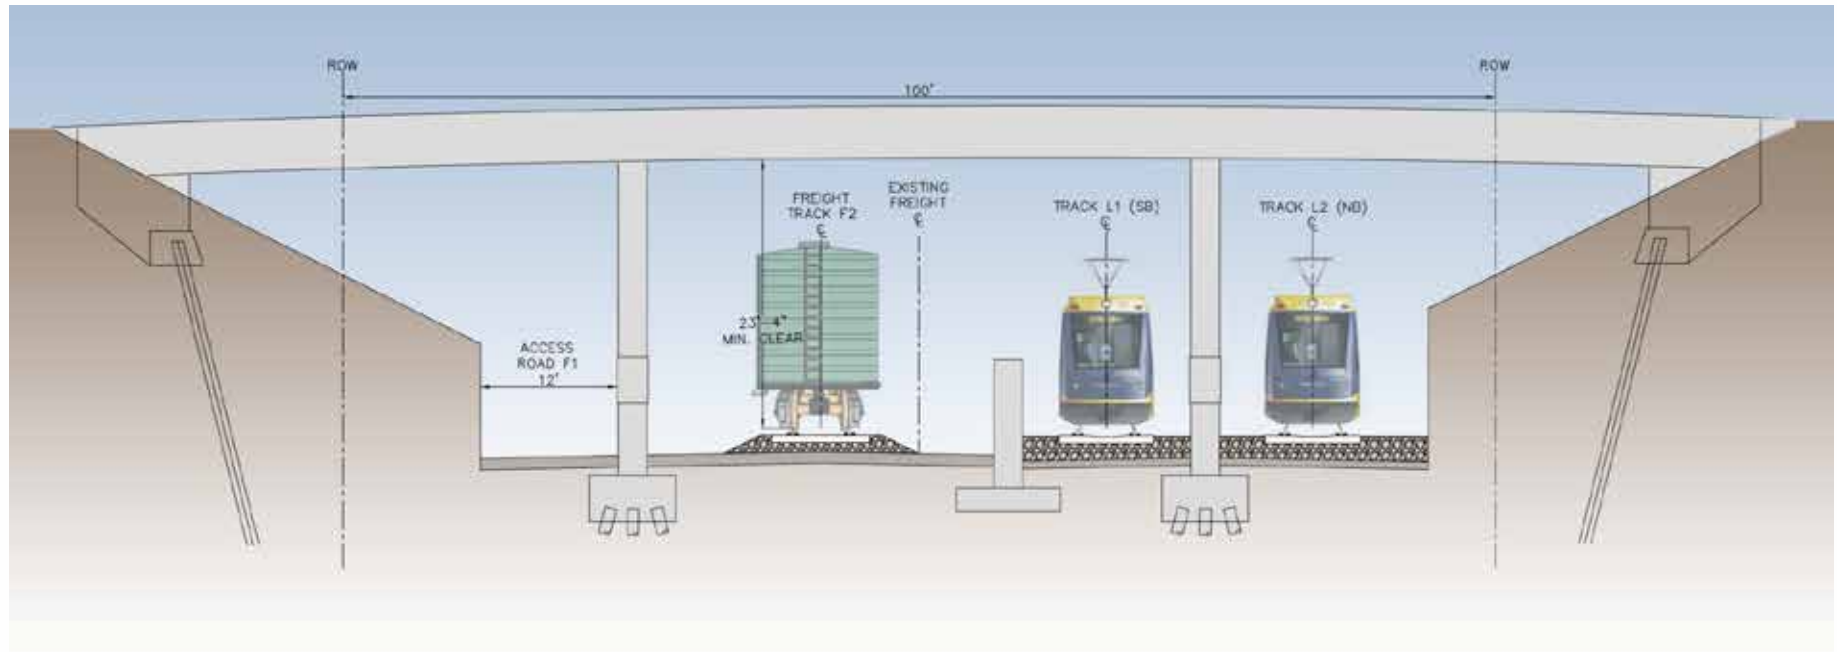 ROW
ROW
100'
FREIGHT
TRACK F2
℄
EXISTING
FREIGHT
℄
TRACK L1 (SB)
℄
TRACK L2 (NB)
℄
23'-4"
MIN. CLEAR
ACCESS
ROAD F1
12'